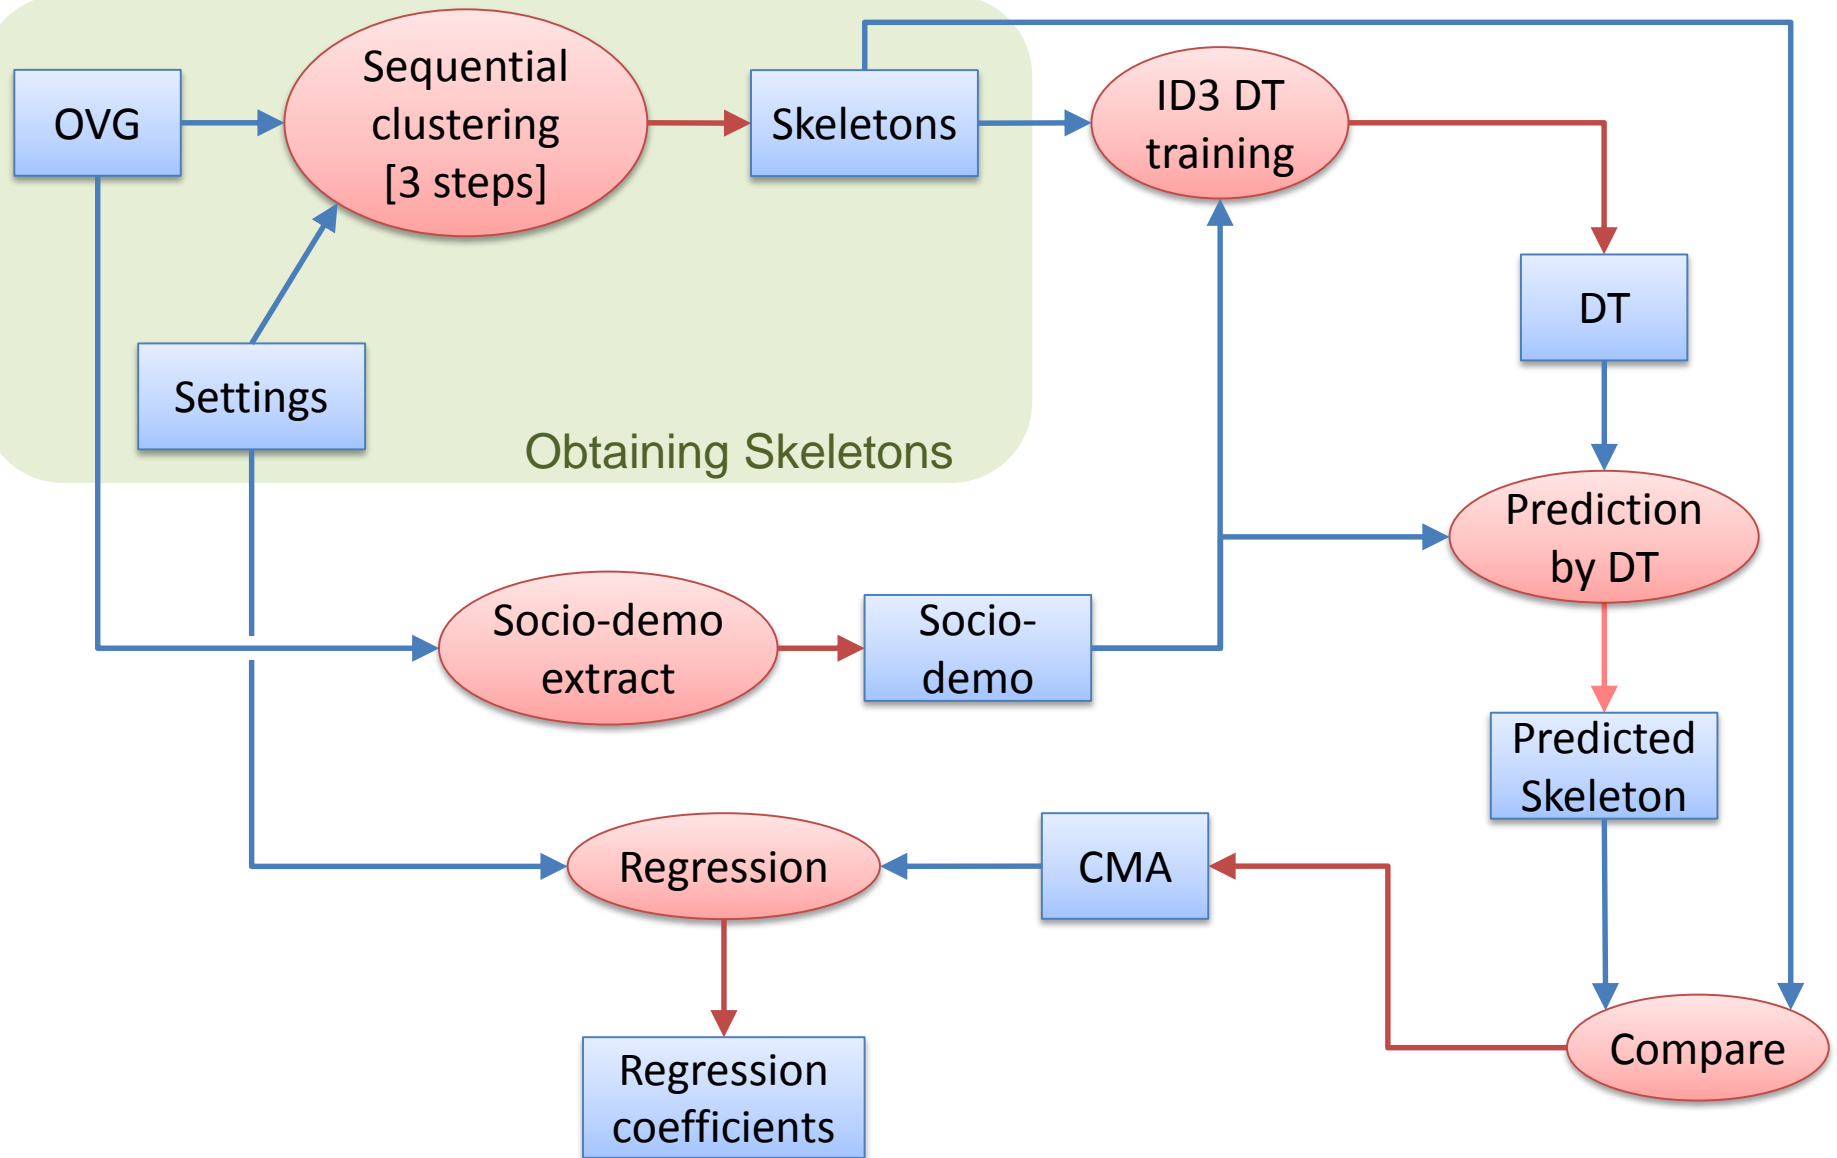 OVG
Sequential
clustering
[3 steps]
Skeletons
ID3 DT
training
DT
Settings
Obtaining Skeletons
Prediction
by DT
Socio-demo
extract
Socio-
demo
Predicted
Skeleton
Regression
CMA
Compare
Regression
coefficients